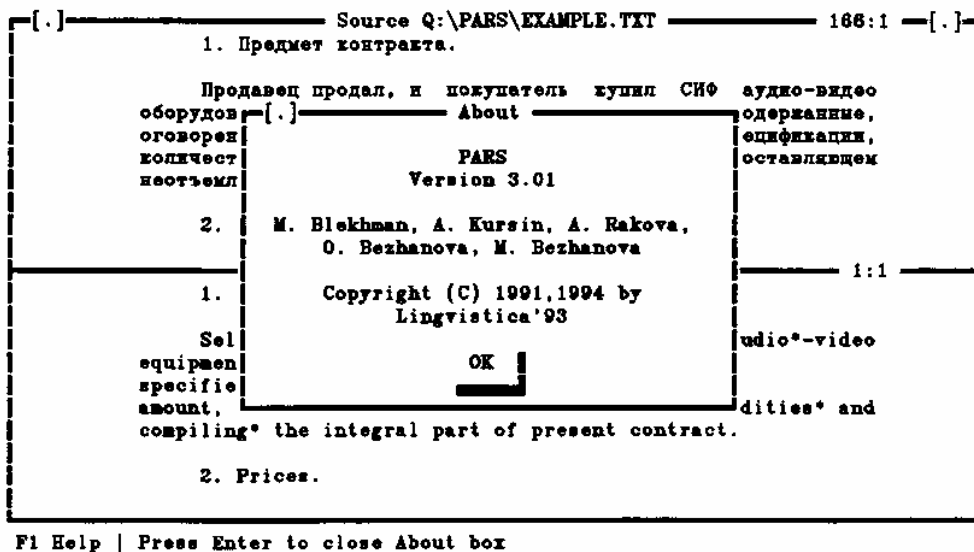 [.] Source Q:\PARS\EXAMPLE.TXT 166:1 [.]
1. Предмет контракта.
Продавец продал, и покупатель купил СИФ аудио-видео
оборудов [.] About одержанные,
оговорен ецификации,
количест PARS оставляющем
неотъемл Version 3.01
2. M. Blekhman, A. Kursin, A. Rakova,
O. Bezhanova, M. Bezhanova
1:1
1. Copyright (C) 1991,1994 by
Lingvistica'93
Sel udio*-video
equipmen OK
specifie
amount, dities* and
compiling* the integral part of present contract.
2. Prices.
F1 Help | Press Enter to close About box